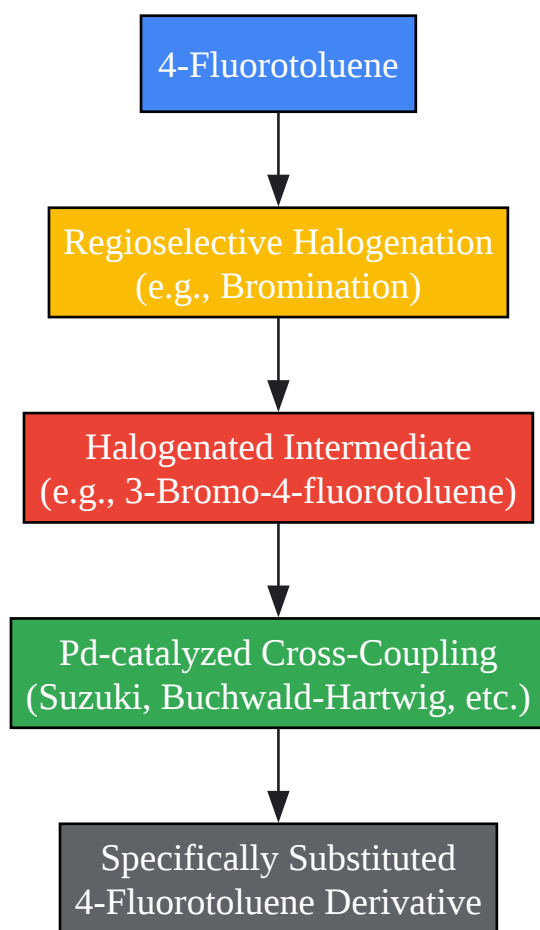 4-Fluorotoluene
Regioselective Halogenation
(e.g., Bromination)
Halogenated Intermediate
(e.g., 3-Bromo-4-fluorotoluene)
Pd-catalyzed Cross-Coupling
(Suzuki, Buchwald-Hartwig, etc.)
Specifically Substituted
4-Fluorotoluene Derivative